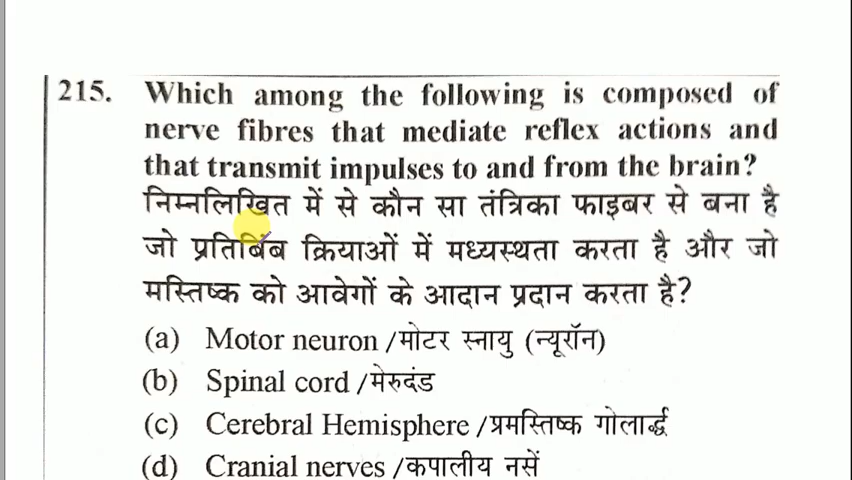 215. Which among the following is composed of
nerve fibres that mediate reflex actions and
that transmit impulses to and from the brain?
निम्नलिखित में से कौन सा तंत्रिका फाइबर से बना है
जो प्रतिबिंब क्रियाओं में मध्यस्थता करता है और जो
मस्तिष्क को आवेगों के आदान प्रदान करता है?
(a) Motor neuron /मोटर स्नायु (न्यूरॉन)
(b) Spinal cord /मेरुदंड
(c) Cerebral Hemisphere /प्रमस्तिष्क गोलार्द्ध
(d) Cranial nerves /कपालीय नसें